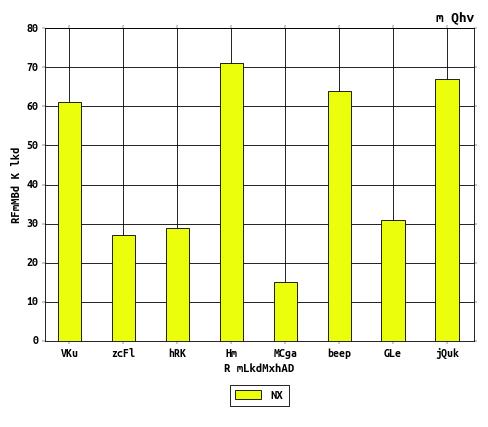 m Qhv
80
70
60
50
40
30
20
10
0
RFmMBd K lkd
VKu zcFl hRK Hm MCga beep GLe jQuk
R mLkdMxhAD
NX